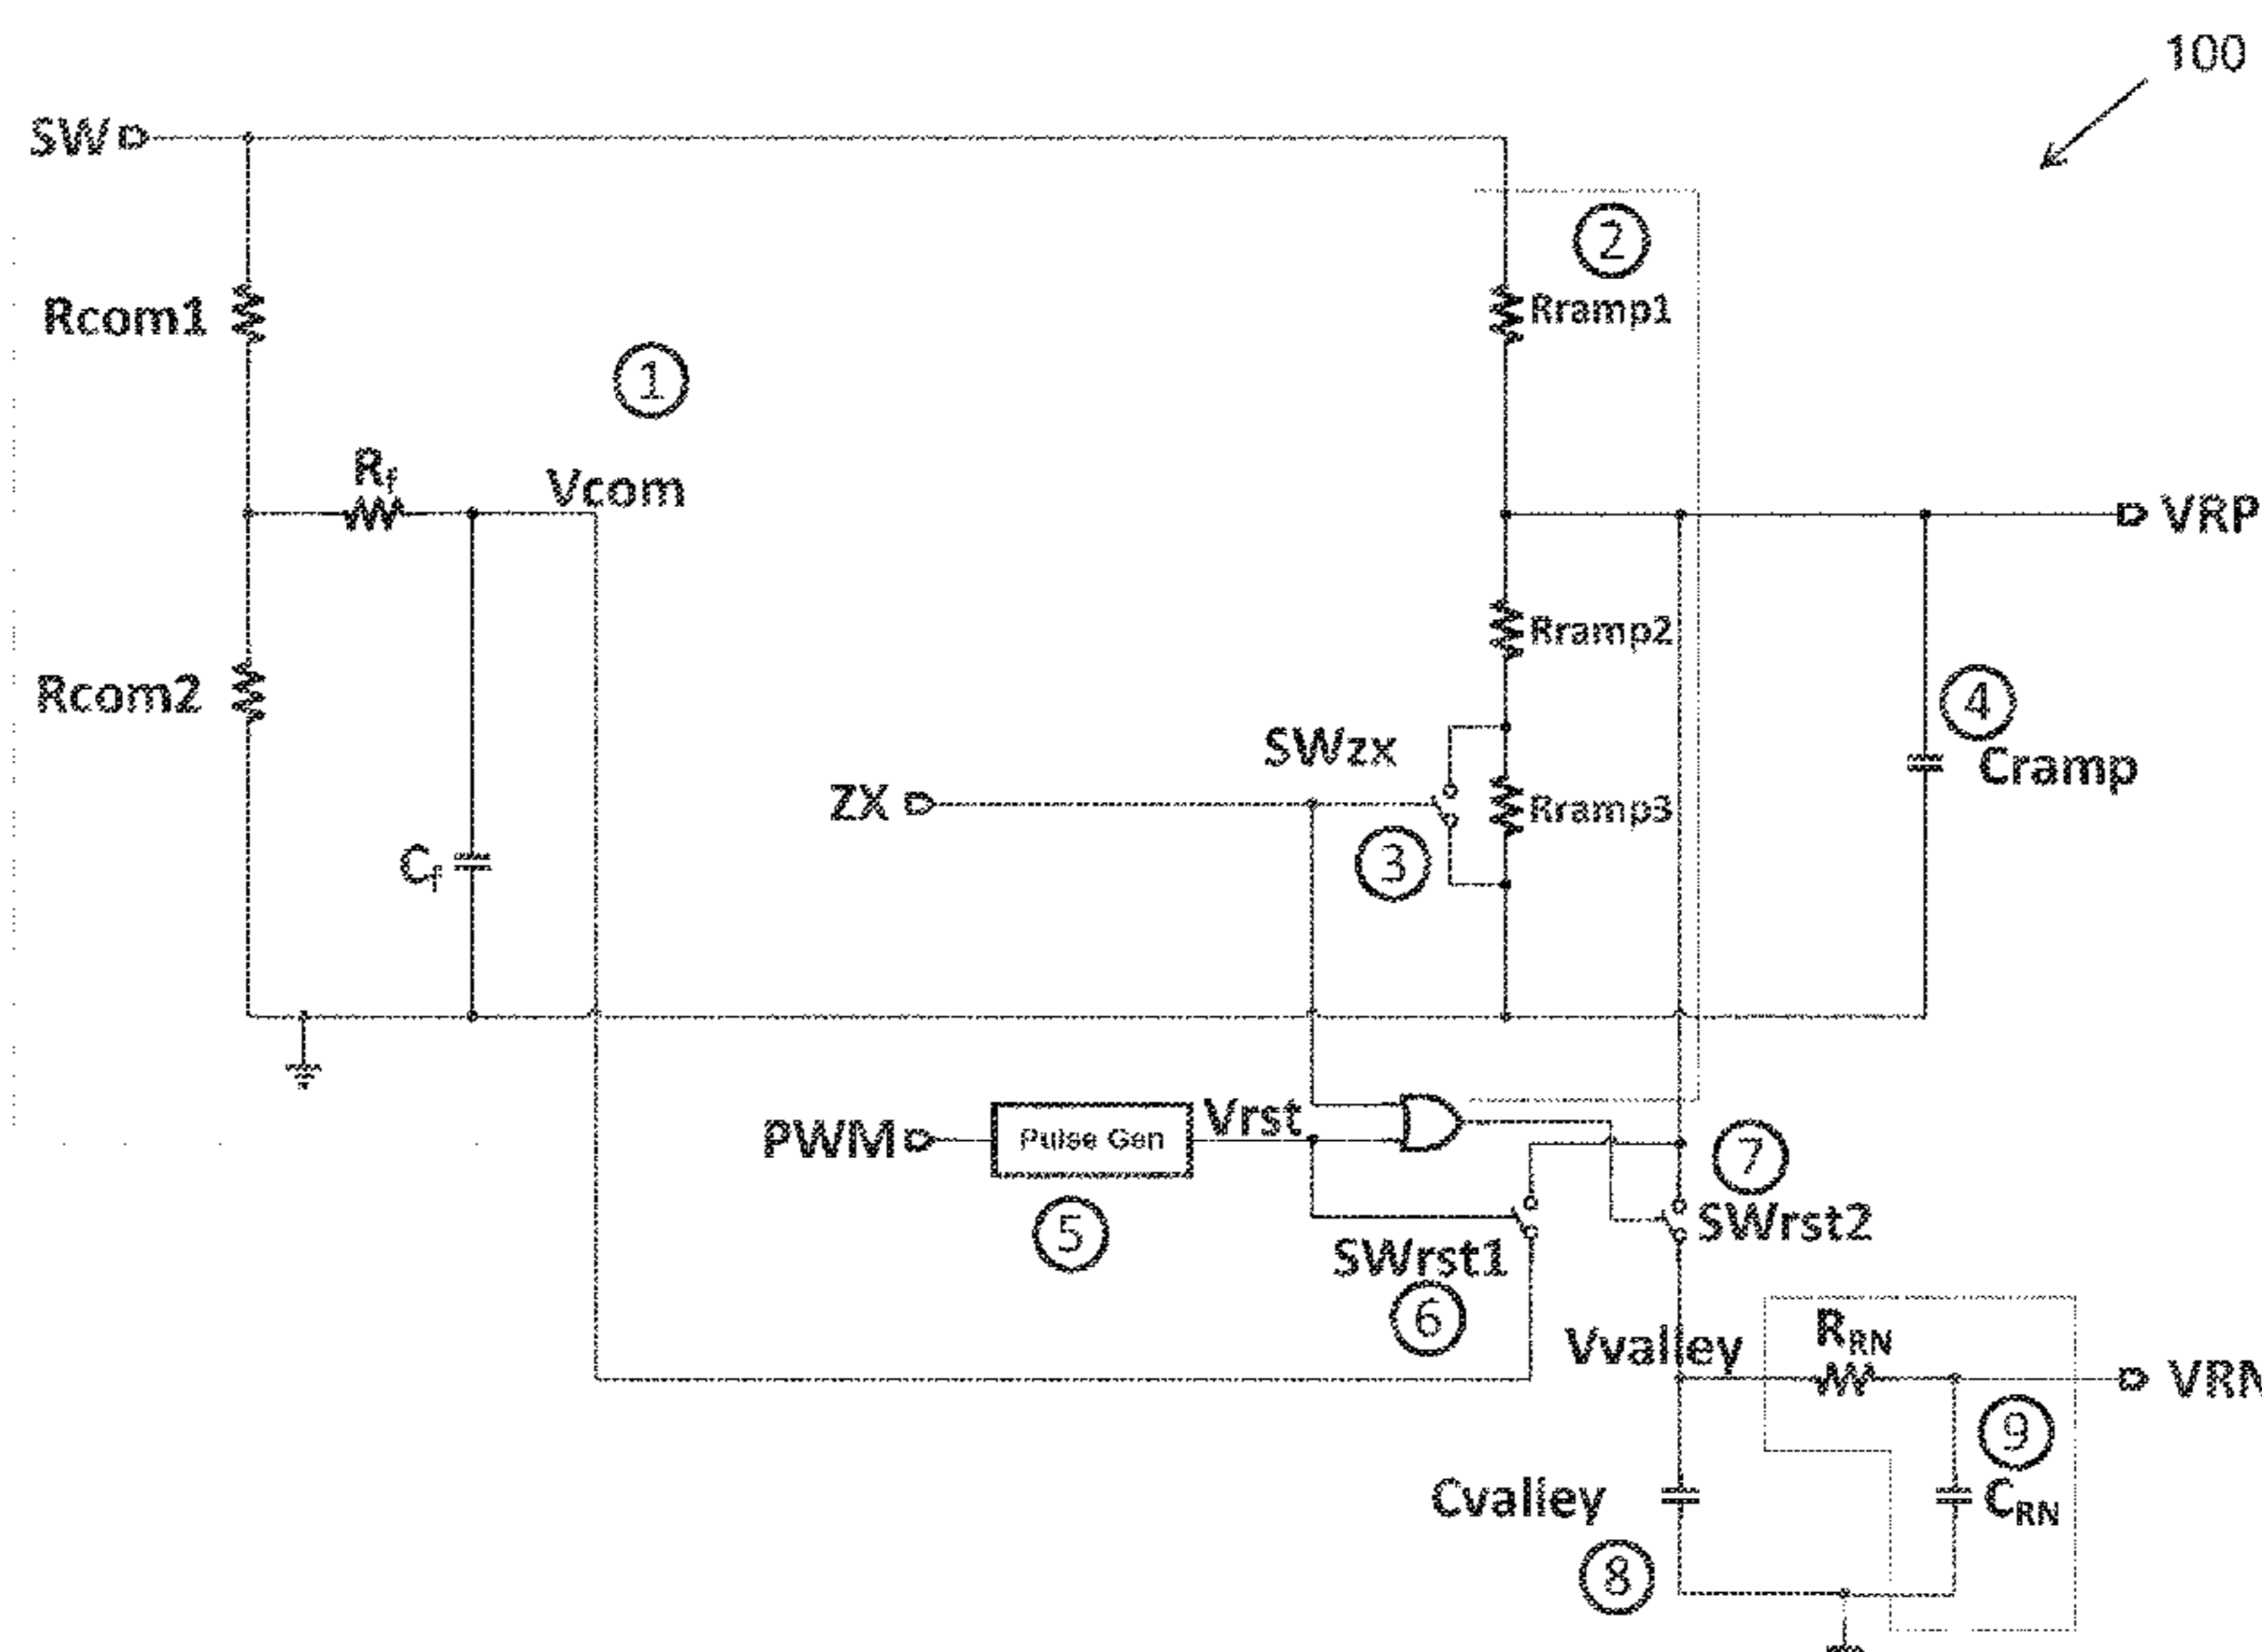 100
SW
2
Rcom1
Rramp1
1
Rf
Vcom
VRP
Rramp2
Rcom2
4
SWzx
Cramp
ZX
Rramp3
Cf
3
PWM
Pulse Gen
Vrst
7
5
SWrst1
SWrst2
6
Vvalley
RRN
VRN
9
Cvalley
CRN
8